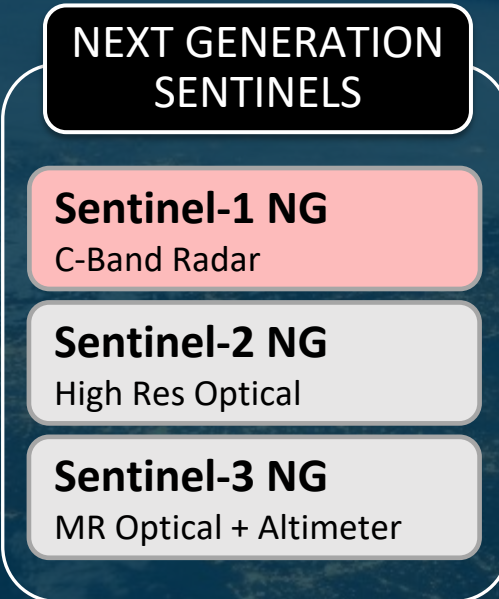 NEXT GENERATION
SENTINELS
Sentinel-1 NG
C-Band Radar
Sentinel-2 NG
High Res Optical
Sentinel-3 NG
MR Optical + Altimeter